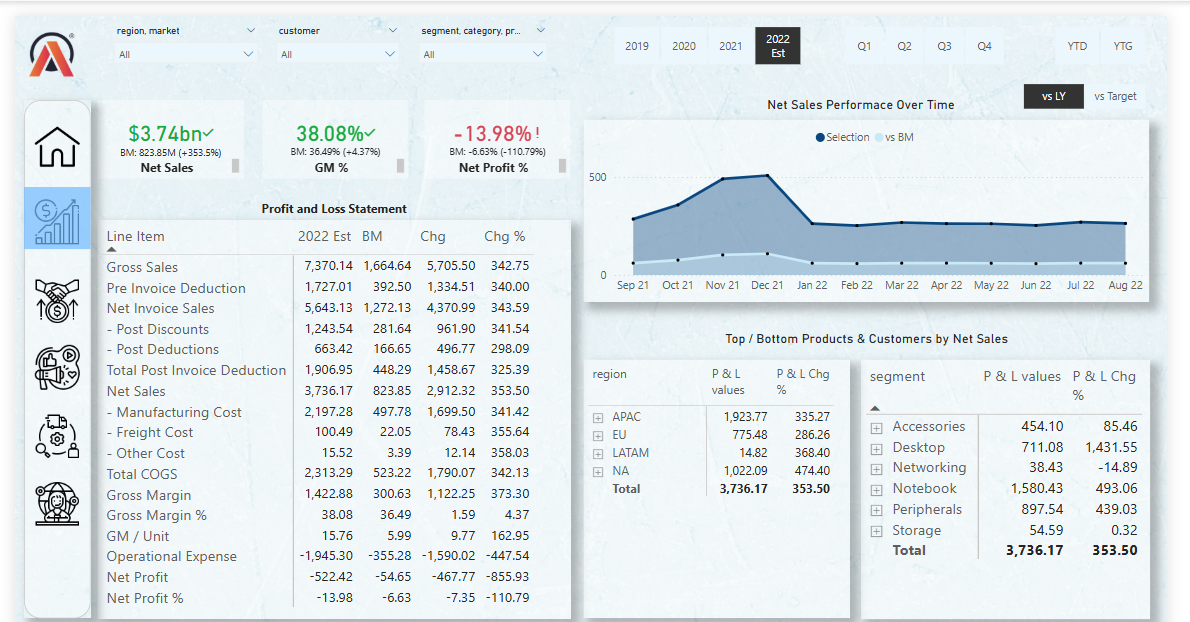 region, market
customer
segment, category, pr...
All
All
All
2019 2020 2021 2022 Est
Q1 Q2 Q3 Q4
YTD YTG
vs LY vs Target
$3.74bn
BM: 823.85M (+353.5%)
Net Sales
38.08%
BM: 36.49% (+4.37%)
GM %
-13.98% !
BM: -6.63% (-110.79%)
Net Profit %
Profit and Loss Statement
Line Item 2022 Est BM Chg Chg %
Gross Sales 7,370.14 1,664.64 5,705.50 342.75
Pre Invoice Deduction 1,727.01 392.50 1,334.51 340.00
Net Invoice Sales 5,643.13 1,272.13 4,370.99 343.59
- Post Discounts 1,243.54 281.64 961.90 341.54
- Post Deductions 663.42 166.65 496.77 298.09
Total Post Invoice Deduction 1,906.95 448.29 1,458.67 325.39
Net Sales 3,736.17 823.85 2,912.32 353.50
- Manufacturing Cost 2,197.28 497.78 1,699.50 341.42
- Freight Cost 100.49 22.05 78.43 355.64
- Other Cost 15.52 3.39 12.14 358.03
Total COGS 2,313.29 523.22 1,790.07 342.13
Gross Margin 1,422.88 300.63 1,122.25 373.30
Gross Margin % 38.08 36.49 1.59 4.37
GM / Unit 15.76 5.99 9.77 162.95
Operational Expense -1,945.30 -355.28 -1,590.02 -447.54
Net Profit -522.42 -54.65 -467.77 -855.93
Net Profit % -13.98 -6.63 -7.35 -110.79
Net Sales Performace Over Time
Selection vs BM
500
0
Sep 21 Oct 21 Nov 21 Dec 21 Jan 22 Feb 22 Mar 22 Apr 22 May 22 Jun 22 Jul 22 Aug 22
Top / Bottom Products & Customers by Net Sales
region P & L values P & L Chg %
APAC 1,923.77 335.27
EU 775.48 286.26
LATAM 14.82 368.40
NA 1,022.09 474.40
Total 3,736.17 353.50
segment P & L values P & L Chg %
Accessories 454.10 85.46
Desktop 711.08 1,431.55
Networking 38.43 -14.89
Notebook 1,580.43 493.06
Peripherals 897.54 439.03
Storage 54.59 0.32
Total 3,736.17 353.50